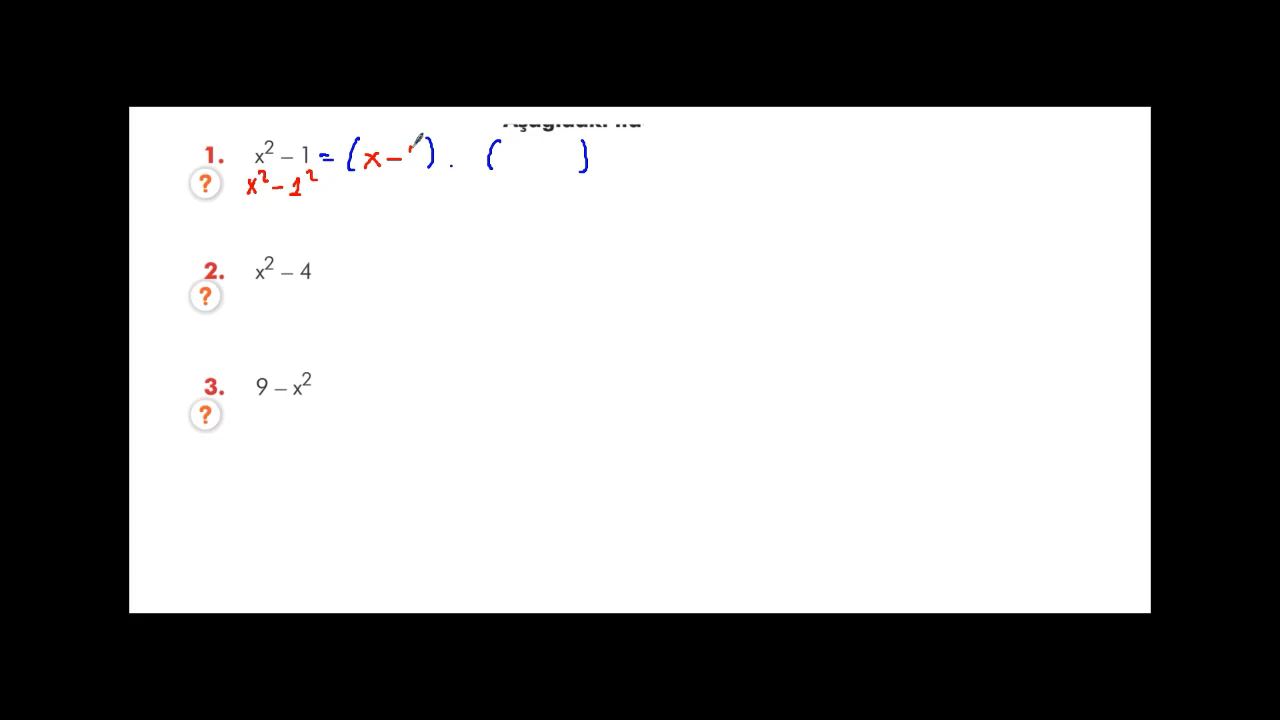 1. x² – 1 = (x – ) . ( )
? x² – 1²
2. x² – 4
?
3. 9 – x²
?